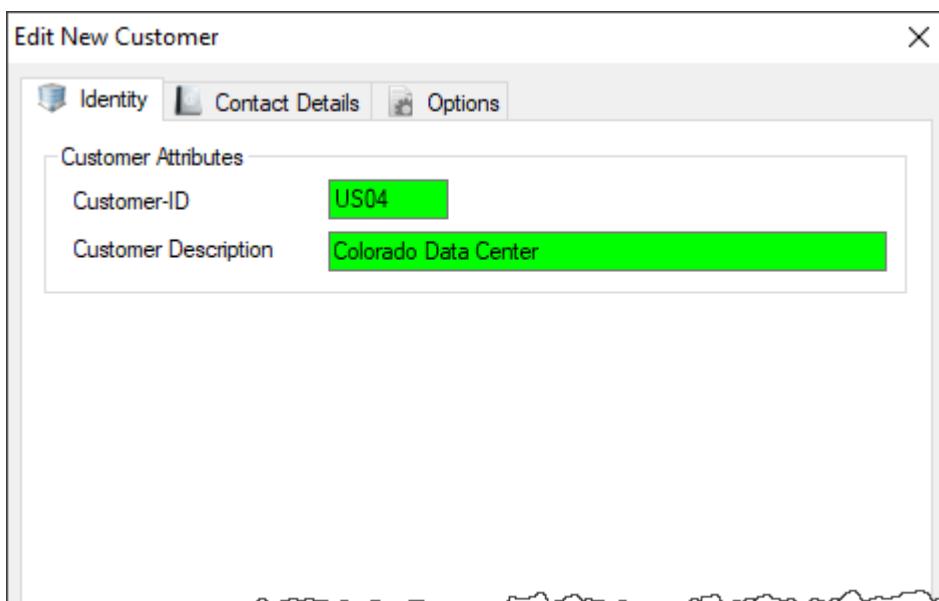 Edit New Customer
Identity Contact Details Options
Customer Attributes
Customer-ID US04
Customer Description Colorado Data Center